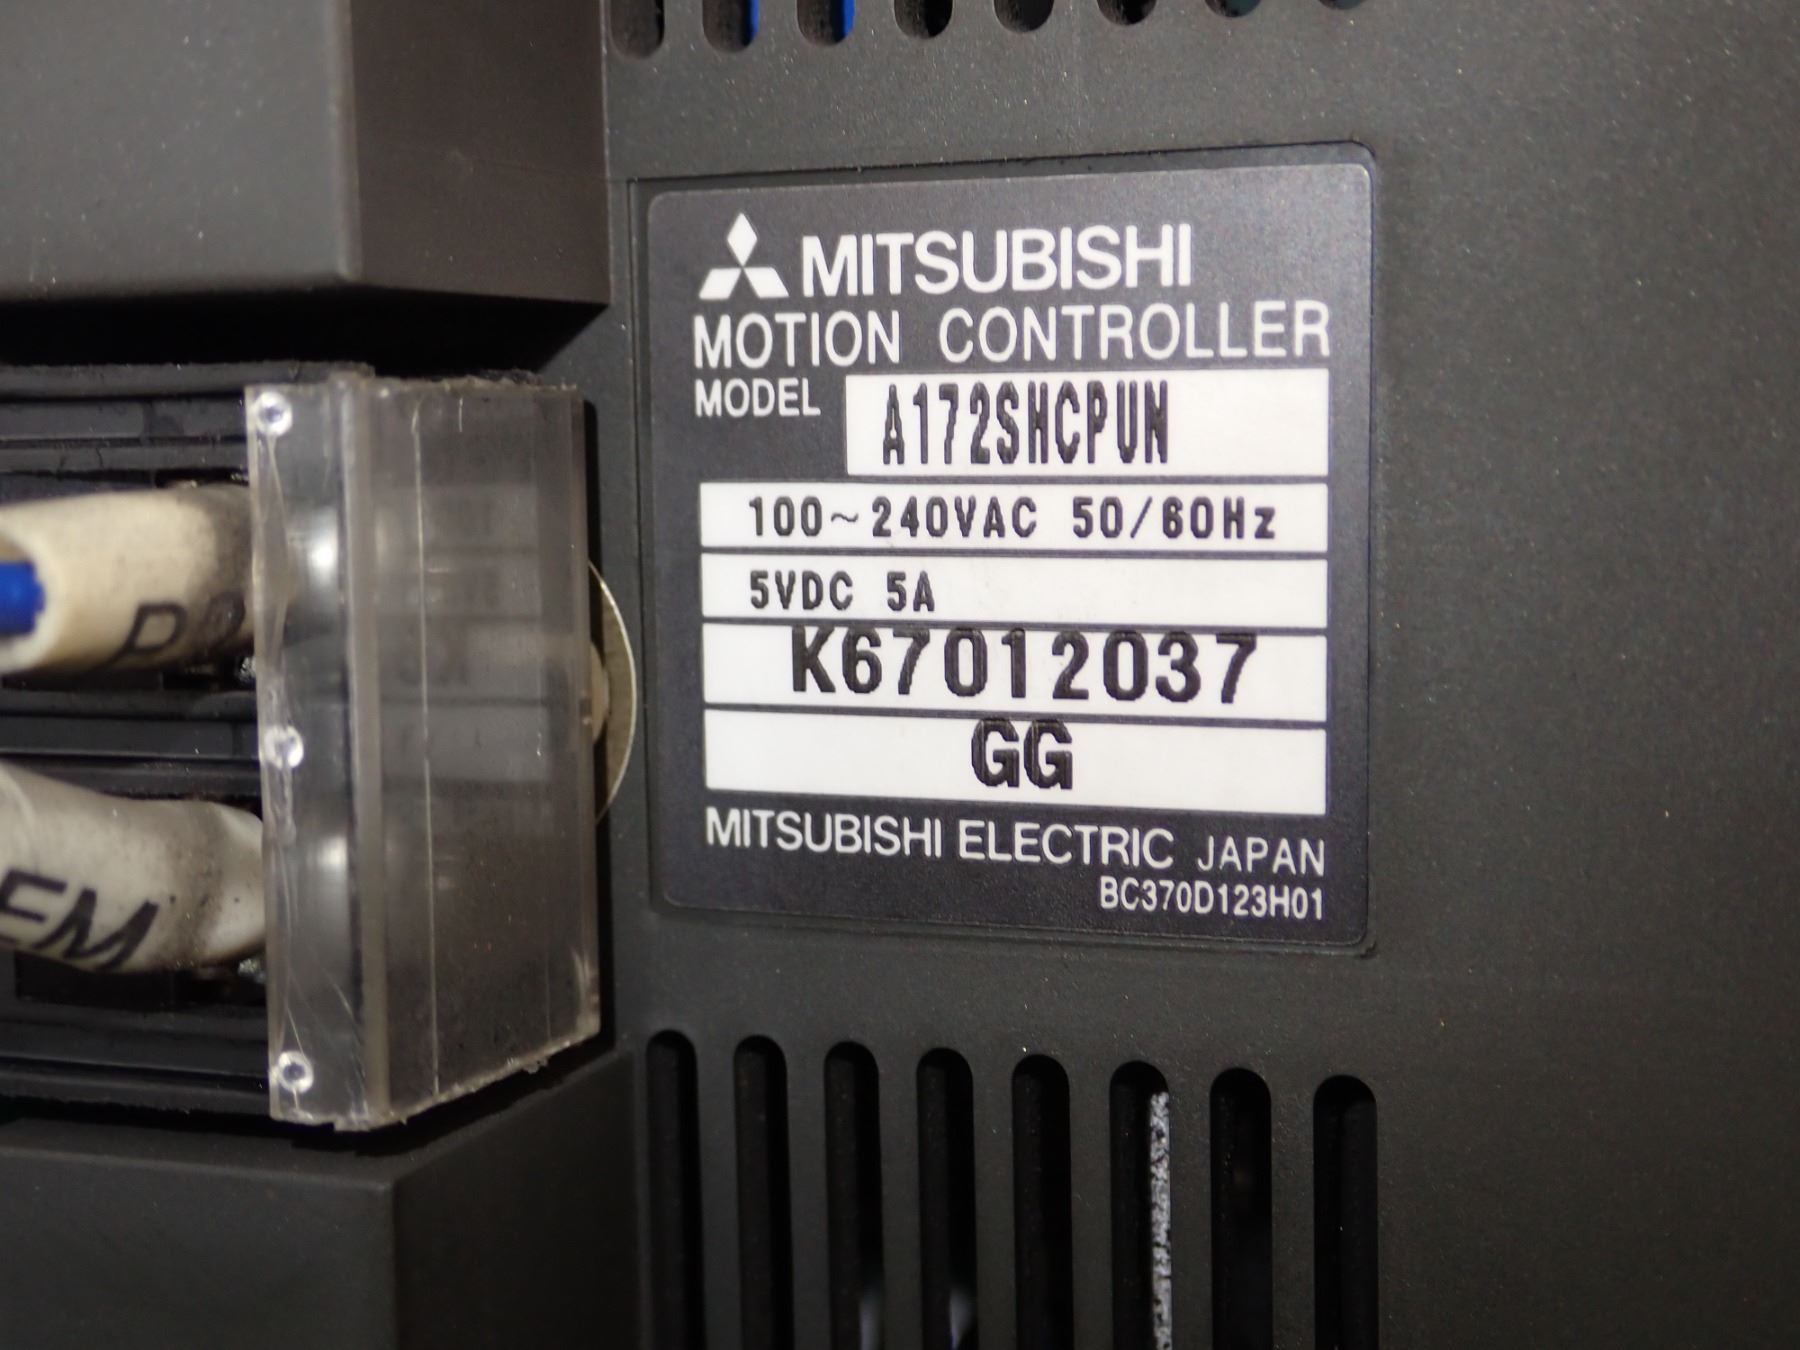 MITSUBISHI
MOTION CONTROLLER
MODEL A172SHCPUN
100~240VAC 50/60Hz
5VDC 5A
K67012037
GG
MITSUBISHI ELECTRIC JAPAN
BC370D123H01